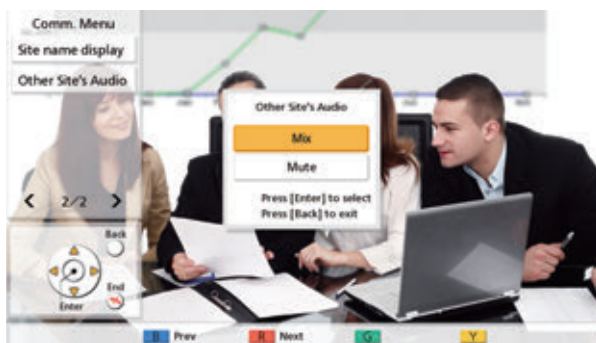 Comm. Menu
Site name display
Other Site's Audio
Other Site's Audio
Mix
Mute
Press [Enter] to select
Press [Back] to exit
2/2
Back
End
Enter
B Prev
R Next
G
Y